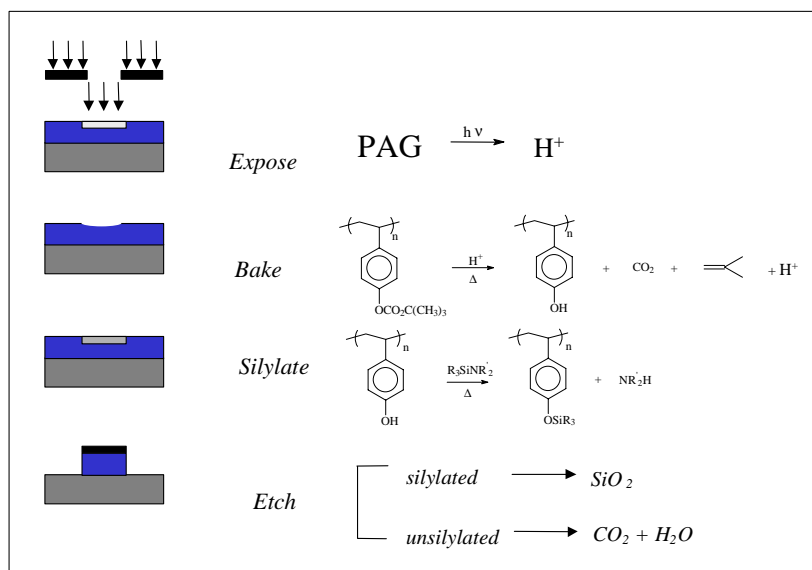 Expose
PAG
hν
H+
Bake
n
OCO2C(CH3)3
H+
Δ
n
OH
+ CO2 +
+ H+
Silylate
n
OH
R3SiNR'2
Δ
n
OSiR3
+ NR'2H
Etch
silylated
SiO2
unsilylated
CO2 + H2O